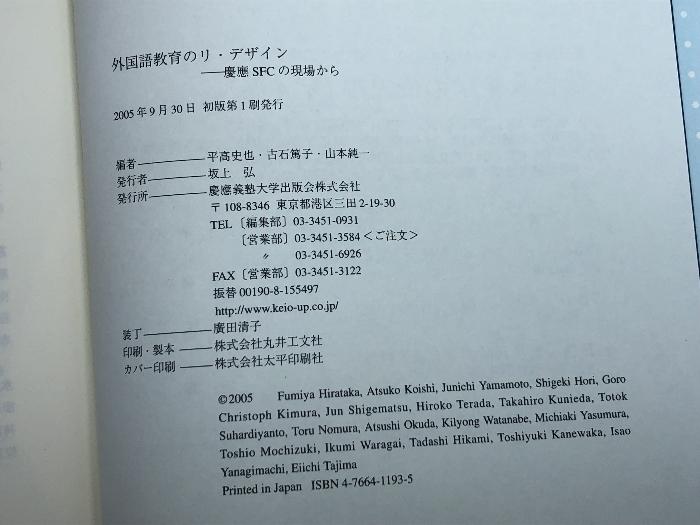 外国語教育のリ・デザイン
――慶應 SFC の現場から
2005 年 9 月 30 日 初版第 1 刷発行
編者――――平高史也・古石篤子・山本純一
発行者――――坂上 弘
発行所――――慶應義塾大学出版会株式会社
〒 108-8346 東京都港区三田 2-19-30
TEL〔編集部〕03-3451-0931
〔営業部〕03-3451-3584＜ご注文＞
〃 03-3451-6926
FAX〔営業部〕03-3451-3122
振替 00190-8-155497
http://www.keio-up.co.jp/
装丁――――廣田清子
印刷・製本――株式会社丸井工文社
カバー印刷――株式会社太平印刷社
©2005 Fumiya Hirataka, Atsuko Koishi, Junichi Yamamoto, Shigeki Hori, Goro
Christoph Kimura, Jun Shigematsu, Hiroko Terada, Takahiro Kunieda, Totok
Suhardiyanto, Toru Nomura, Atsushi Okuda, Kilyong Watanabe, Michiaki Yasumura,
Toshio Mochizuki, Ikumi Waragai, Tadashi Hikami, Toshiyuki Kanewaka, Isao
Yanagimachi, Eiichi Tajima
Printed in Japan ISBN 4-7664-1193-5